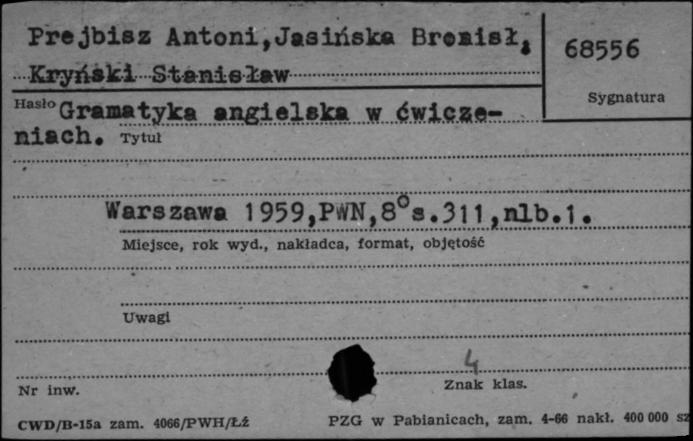 Prejbisz Antoni, Jasińska Bronisł,
Kryński Stanisław
68556
Sygnatura
Hasło Gramatyka angielska w ćwicze-
niach. Tytuł
Warszawa 1959, PWN, 8° s. 311, nlb. 1.
Miejsce, rok wyd., nakładca, format, objętość
Uwagi
4
Nr inw. Znak klas.
CWD/B-15a zam. 4066/PWH/Łź PZG w Pabianicach, zam. 4-66 nakł. 400 000 sz